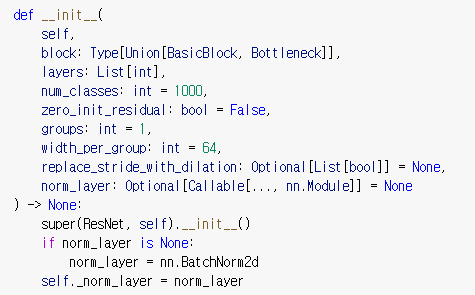 def __init__(
    self,
    block: Type[Union[BasicBlock, Bottleneck]],
    layers: List[int],
    num_classes: int = 1000,
    zero_init_residual: bool = False,
    groups: int = 1,
    width_per_group: int = 64,
    replace_stride_with_dilation: Optional[List[bool]] = None,
    norm_layer: Optional[Callable[..., nn.Module]] = None
) -> None:
    super(ResNet, self).__init__()
    if norm_layer is None:
        norm_layer = nn.BatchNorm2d
    self._norm_layer = norm_layer